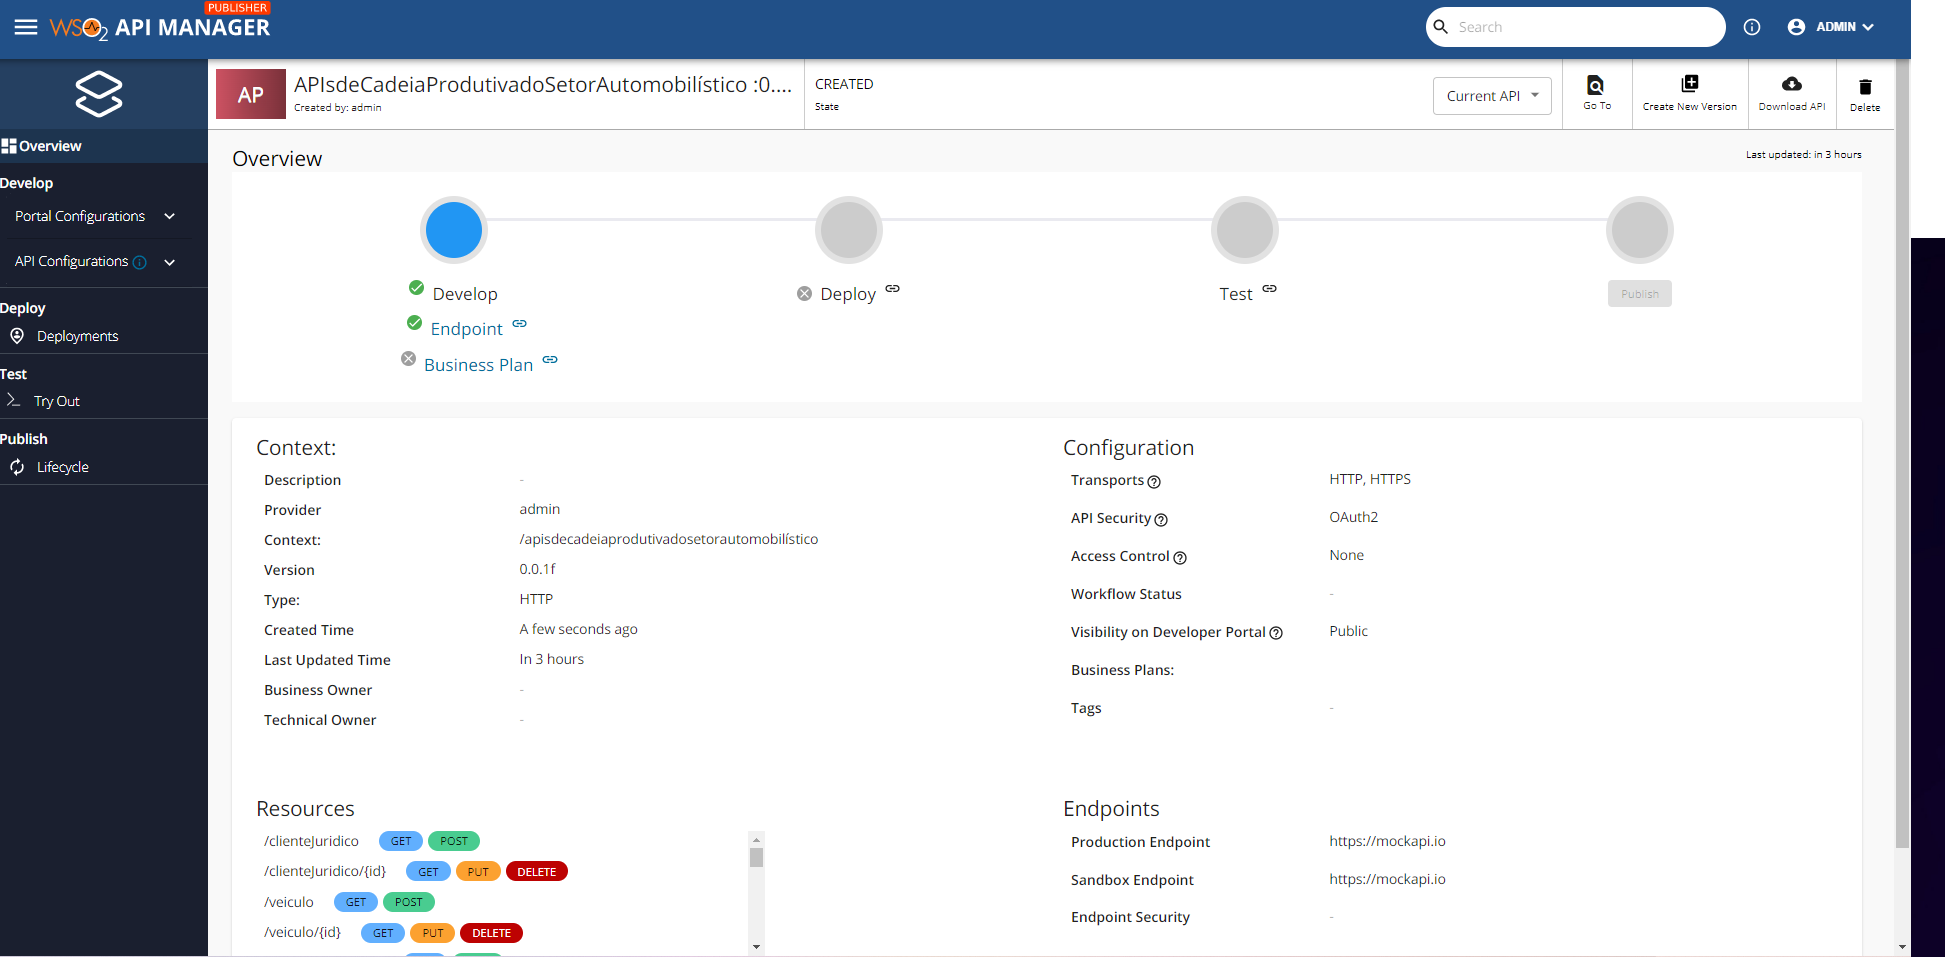 PUBLISHER
WSO2 API MANAGER
Search
ADMIN
AP
APIsdeCadeiaProdutivadoSetorAutomobilístico :0....
Created by: admin
CREATED
State
Current API
Go To
Create New Version
Download API
Delete
Overview
Develop
Portal Configurations
API Configurations
Deploy
Deployments
Test
Try Out
Publish
Lifecycle
Overview
Last updated: in 3 hours
Develop
Endpoint
Business Plan
Deploy
Test
Publish
Context:
Description -
Provider admin
Context: /apisdecadeiaprodutivadosetorautomobilístico
Version 0.0.1f
Type: HTTP
Created Time A few seconds ago
Last Updated Time In 3 hours
Business Owner -
Technical Owner -
Configuration
Transports HTTP, HTTPS
API Security OAuth2
Access Control None
Workflow Status -
Visibility on Developer Portal Public
Business Plans:
Tags -
Resources
/clienteJuridico GET POST
/clienteJuridico/{id} GET PUT DELETE
/veiculo GET POST
/veiculo/{id} GET PUT DELETE
Endpoints
Production Endpoint https://mockapi.io
Sandbox Endpoint https://mockapi.io
Endpoint Security -